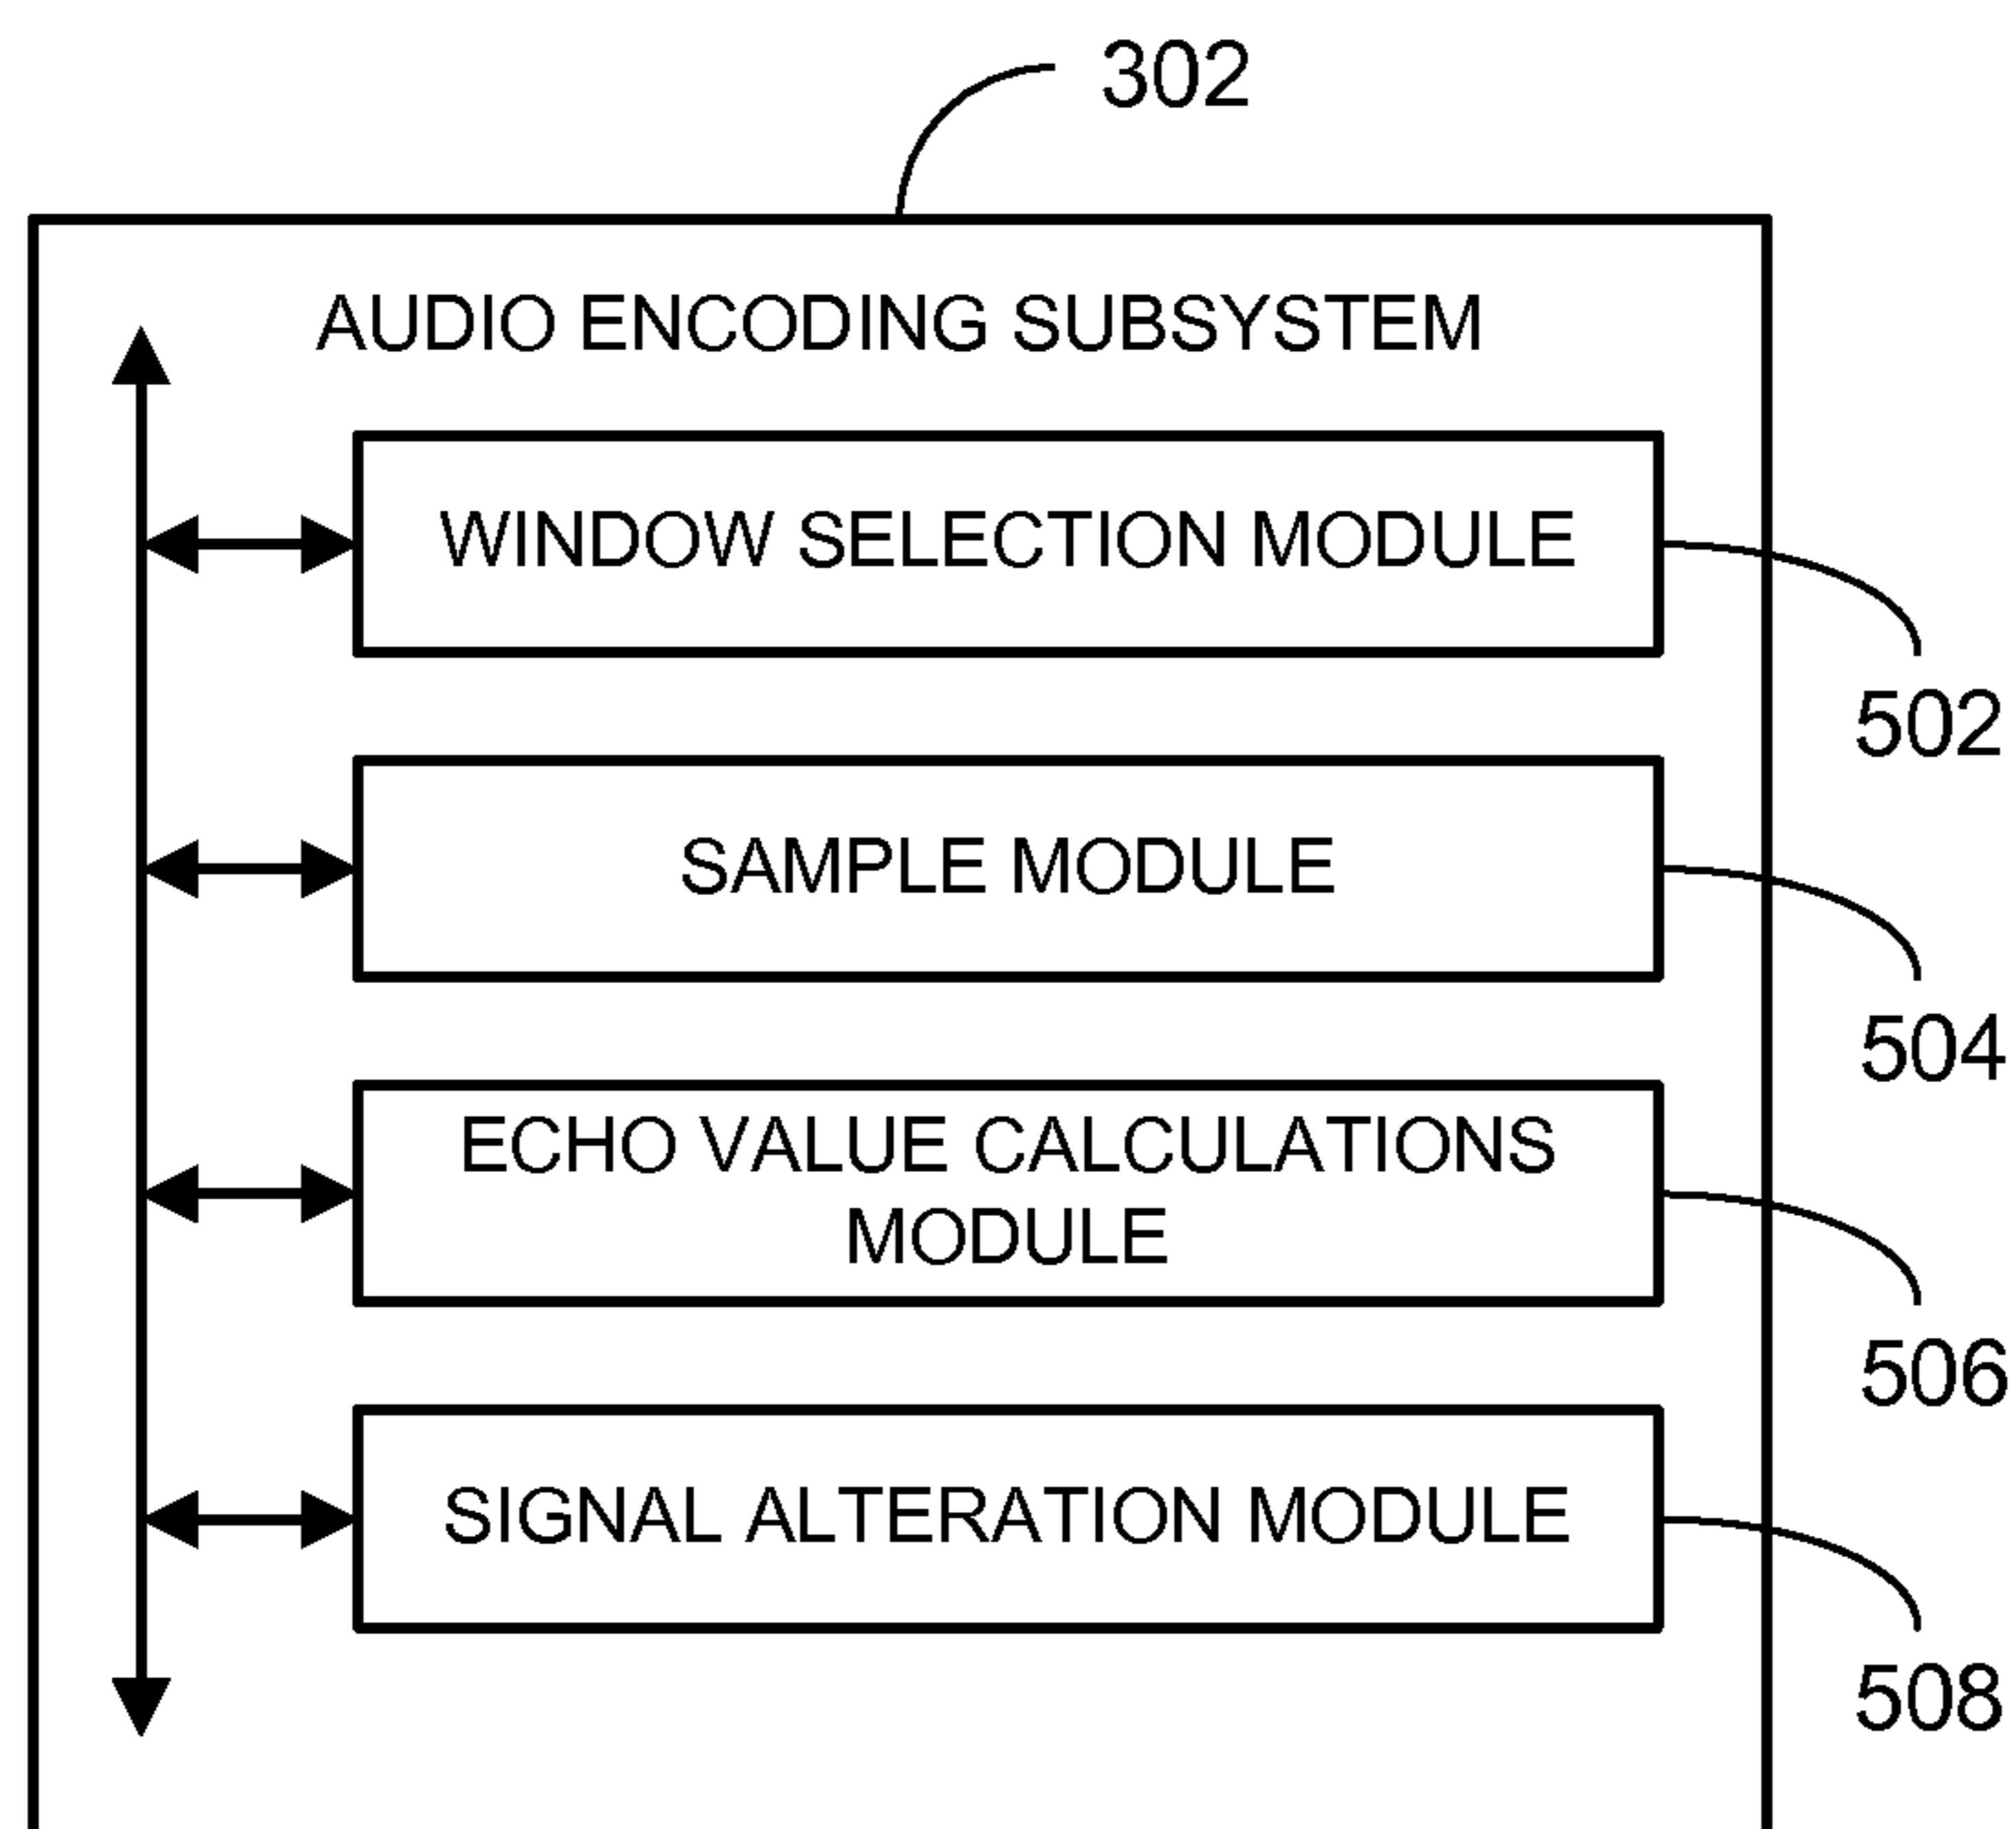 302
AUDIO ENCODING SUBSYSTEM
WINDOW SELECTION MODULE
502
SAMPLE MODULE
504
ECHO VALUE CALCULATIONS
MODULE
506
SIGNAL ALTERATION MODULE
508